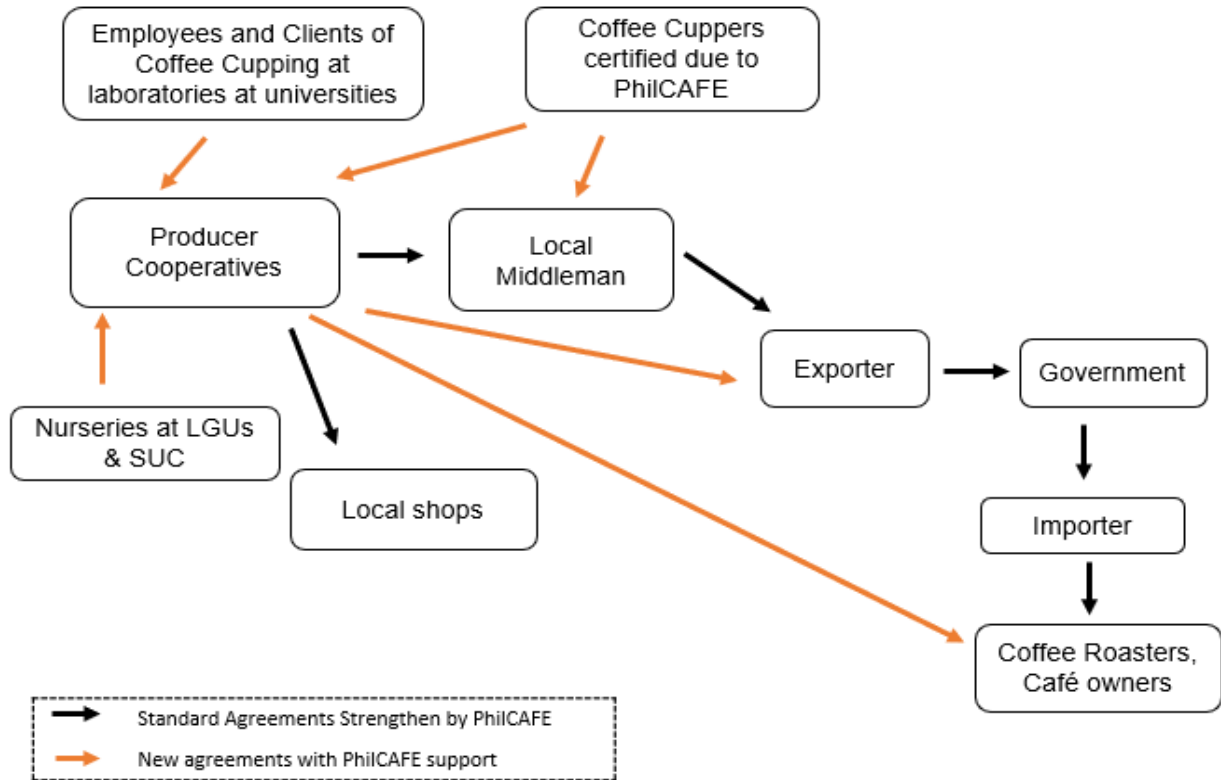 Employees and Clients of
Coffee Cupping at
laboratories at universities
Coffee Cuppers
certified due to
PhilCAFE
Producer
Cooperatives
Local
Middleman
Exporter
Government
Nurseries at LGUs
& SUC
Local shops
Importer
Coffee Roasters,
Café owners
Standard Agreements Strengthen by PhilCAFE
New agreements with PhilCAFE support